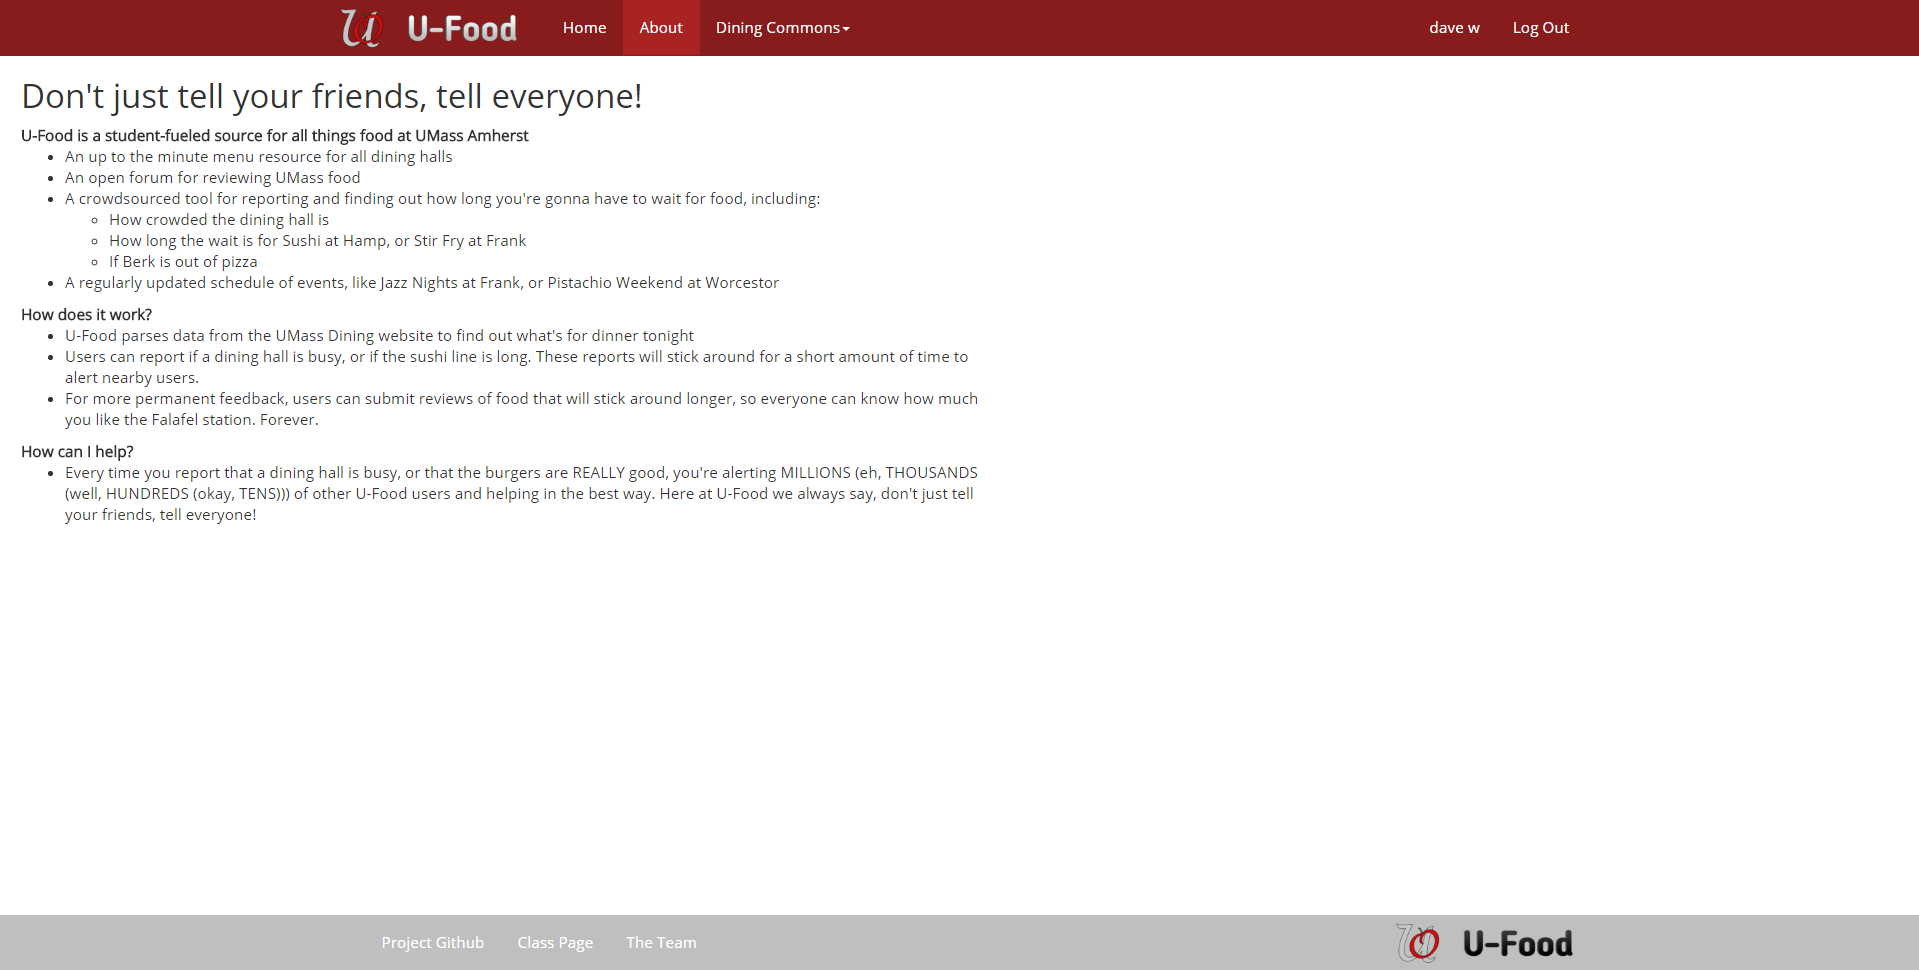 U-Food Home About Dining Commons dave w Log Out
Don't just tell your friends, tell everyone!
U-Food is a student-fueled source for all things food at UMass Amherst
An up to the minute menu resource for all dining halls
An open forum for reviewing UMass food
A crowdsourced tool for reporting and finding out how long you're gonna have to wait for food, including:
How crowded the dining hall is
How long the wait is for Sushi at Hamp, or Stir Fry at Frank
If Berk is out of pizza
A regularly updated schedule of events, like Jazz Nights at Frank, or Pistachio Weekend at Worcestor
How does it work?
U-Food parses data from the UMass Dining website to find out what's for dinner tonight
Users can report if a dining hall is busy, or if the sushi line is long. These reports will stick around for a short amount of time to
alert nearby users.
For more permanent feedback, users can submit reviews of food that will stick around longer, so everyone can know how much
you like the Falafel station. Forever.
How can I help?
Every time you report that a dining hall is busy, or that the burgers are REALLY good, you're alerting MILLIONS (eh, THOUSANDS
(well, HUNDREDS (okay, TENS))) of other U-Food users and helping in the best way. Here at U-Food we always say, don't just tell
your friends, tell everyone!
Project Github Class Page The Team U-Food